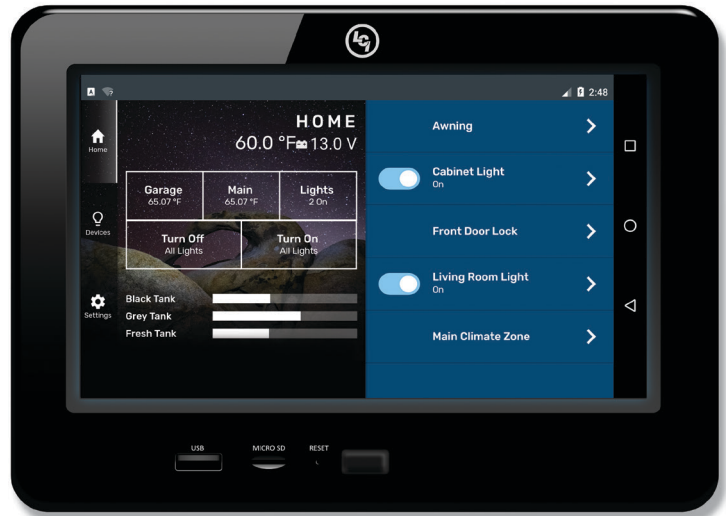 LCI
A
2:48
HOME
60.0 °F 13.0 V
Home
Devices
Settings
Garage
65.07 °F
Main
65.07 °F
Lights
2 On
Turn Off
All Lights
Turn On
All Lights
Black Tank
Grey Tank
Fresh Tank
Awning
Cabinet Light
On
Front Door Lock
Living Room Light
On
Main Climate Zone
USB
MICRO SD
RESET